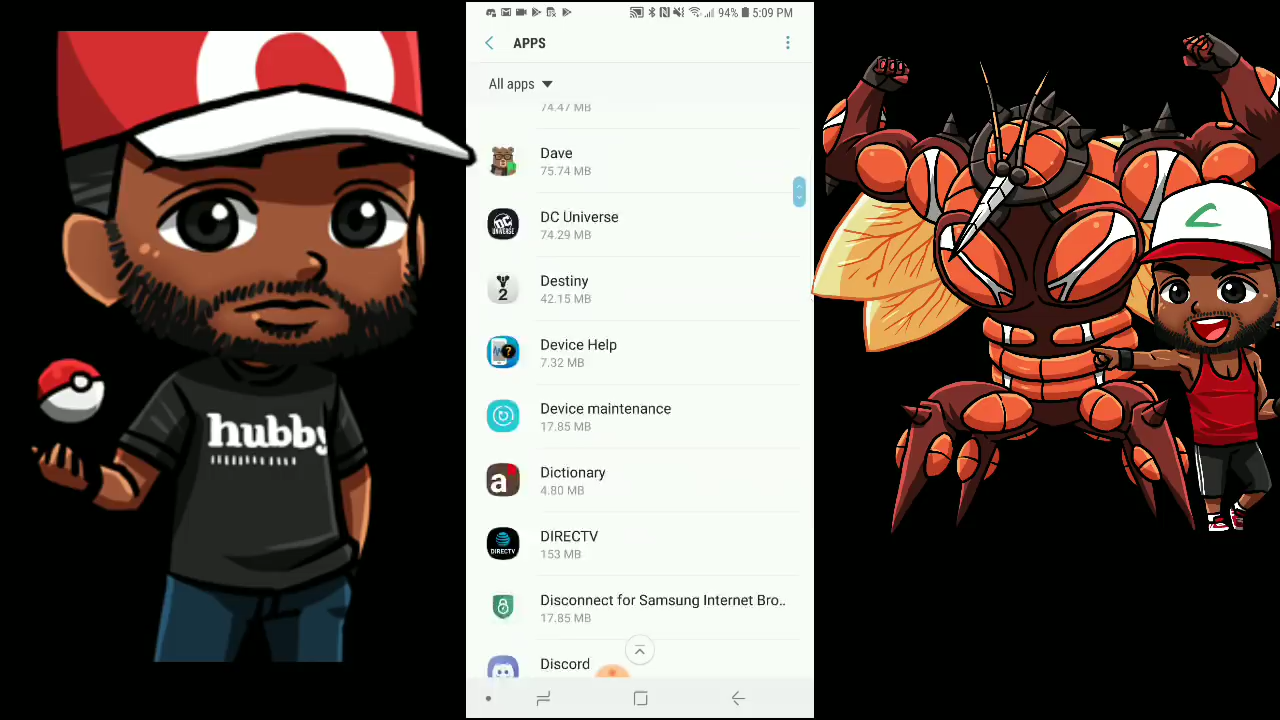 94% 5:09 PM
APPS
All apps
74.47 MB
Dave
75.74 MB
DC Universe
74.29 MB
Destiny
42.15 MB
Device Help
7.32 MB
Device maintenance
17.85 MB
Dictionary
4.80 MB
DIRECTV
153 MB
Disconnect for Samsung Internet Bro..
17.85 MB
Discord
hubby